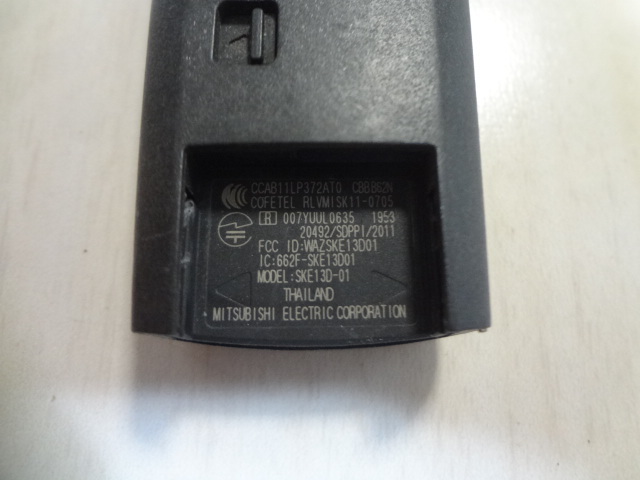 CCAB11LP372AT0 CBBB62N
COFETEL RLVMISK11-0705
R 007YUUL0635 1953
20492/SDPPI/2011
FCC ID:WAZSKE13D01
IC:662F-SKE13D01
MODEL:SKE13D-01
THAILAND
MITSUBISHI ELECTRIC CORPORATION